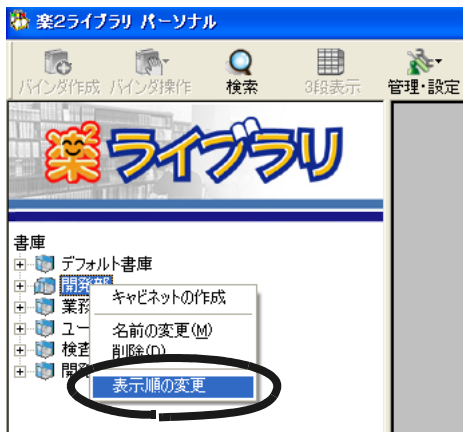 楽2ライブラリ パーソナル
バインダ作成 バインダ操作 検索 3段表示 管理・設定
楽 ライブラリ
書庫
デフォルト書庫
開発部
キャビネットの作成
業務
ユー
名前の変更(M)
検査
削除(D)
開発
表示順の変更